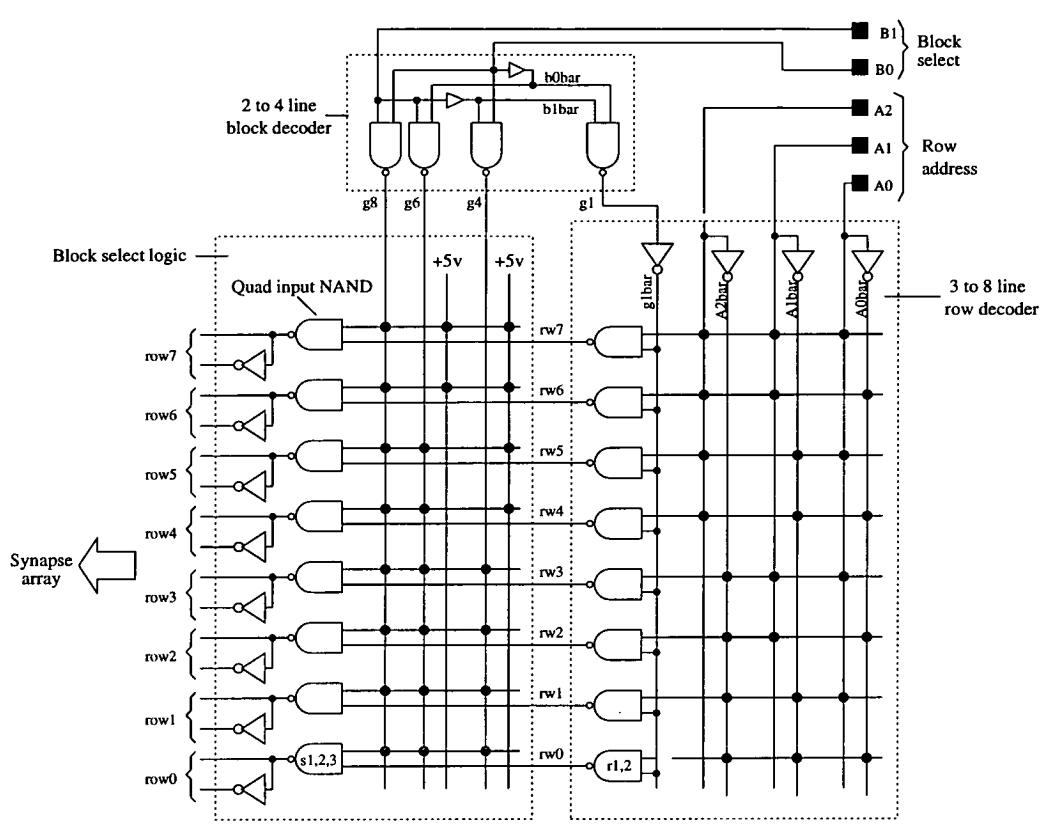 B1
Block
select
B0
b0bar
b1bar
2 to 4 line
block decoder
A2
A1
Row
address
A0
g8
g6
g4
g1
Block select logic
+5v
+5v
Quad input NAND
g1bar
A2bar
A1bar
A0bar
3 to 8 line
row decoder
rw7
row7
rw6
row6
rw5
row5
rw4
row4
Synapse
array
rw3
row3
rw2
row2
rw1
row1
rw0
row0
s1,2,3
r1,2